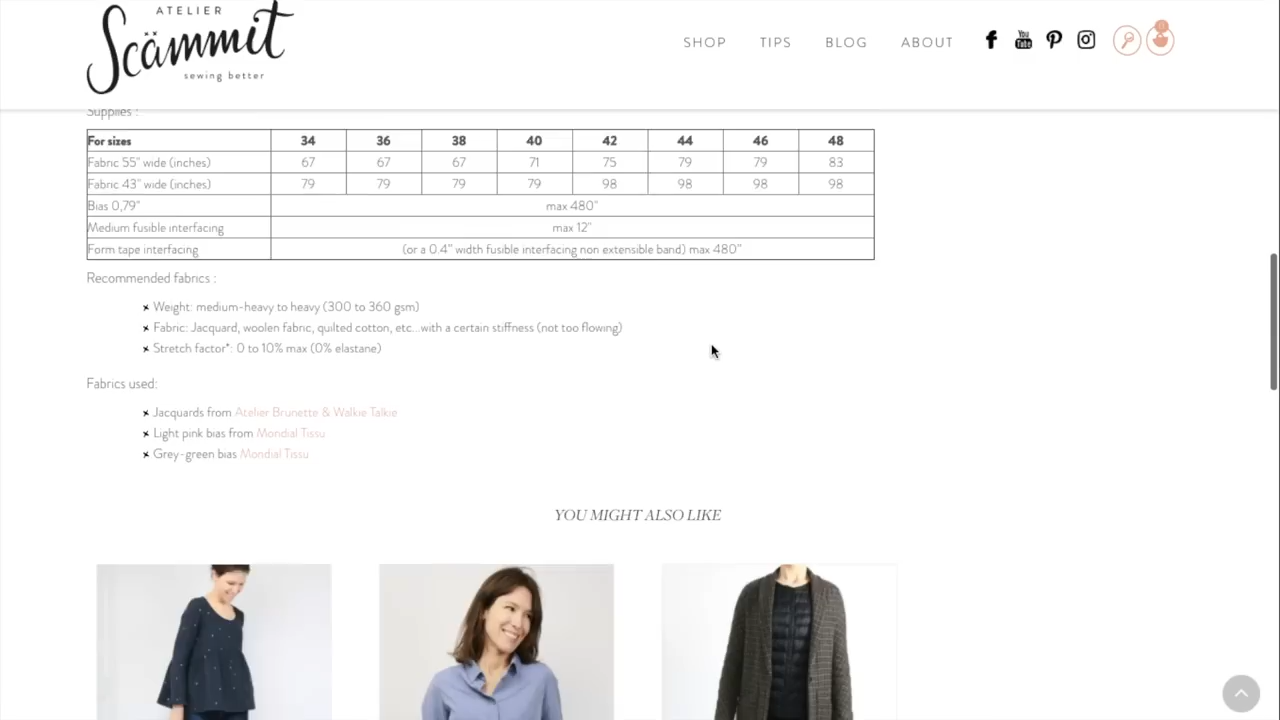 ATELIER
Scämmit
sewing better
SHOP TIPS BLOG ABOUT
You
Tube
0
Supplies :
For sizes 34 36 38 40 42 44 46 48
Fabric 55" wide (inches) 67 67 67 71 75 79 79 83
Fabric 43" wide (inches) 79 79 79 79 98 98 98 98
Bias 0,79" max 480"
Medium fusible interfacing max 12"
Form tape interfacing (or a 0.4" width fusible interfacing non extensible band) max 480"
Recommended fabrics :
Weight: medium-heavy to heavy (300 to 360 gsm)
Fabric: Jacquard, woolen fabric, quilted cotton, etc...with a certain stiffness (not too flowing)
Stretch factor*: 0 to 10% max (0% elastane)
Fabrics used:
Jacquards from Atelier Brunette & Walkie Talkie
Light pink bias from Mondial Tissu
Grey-green bias Mondial Tissu
YOU MIGHT ALSO LIKE